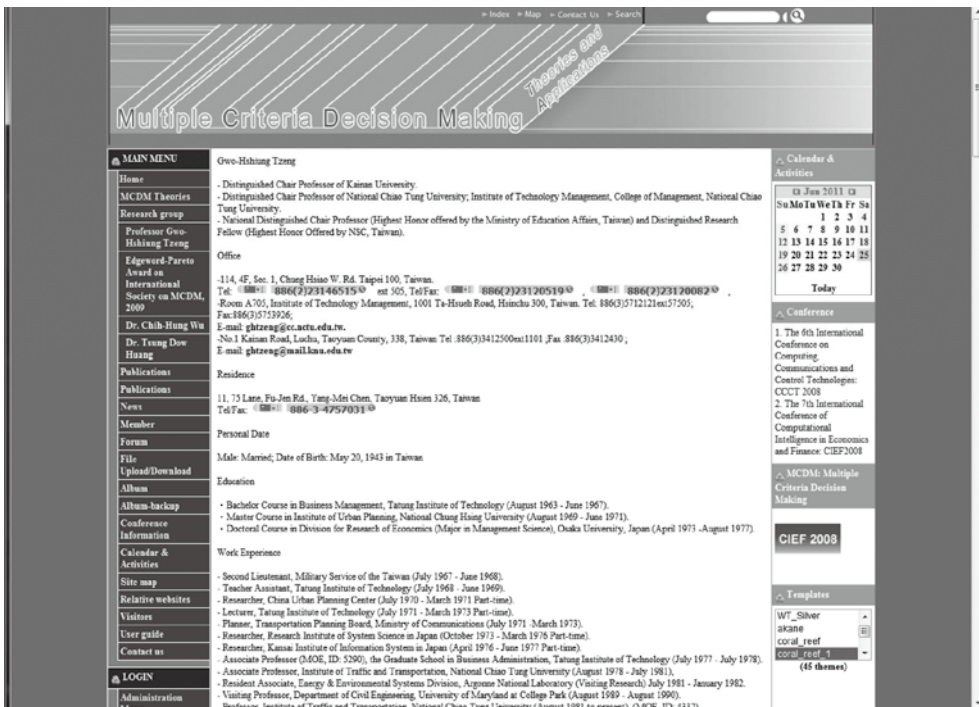 Index Map Contact Us Search
Theories and
Applications
Multiple Criteria Decision Making
MAIN MENU
Home
MCDM Theories
Research group
Professor Gwo-
Hshiung Tzeng
Edgeword-Pareto
Award on
International
Society on MCDM,
2009
Dr. Chih-Hung Wu
Dr. Tsung Dow
Huang
Publications
Publications
News
Member
Forum
File
Upload/Download
Album
Album-backup
Conference
Information
Calendar &
Activities
Site map
Relative websites
Visitors
User guide
Contact us
LOGIN
Administration
Gwo-Hshiung Tzeng
- Distinguished Chair Professor of Kainan University.
- Distinguished Chair Professor of National Chiao Tung University; Institute of Technology Management, College of Management, National Chiao
Tung University.
- National Distinguished Chair Professor (Highest Honor offered by the Ministry of Education Affairs, Taiwan) and Distinguished Research
Fellow (Highest Honor Offered by NSC, Taiwan).
Office
-114, 4F, Sec. 1, Chung Hsiao W. Rd. Taipei 100, Taiwan.
Tel: 886(2)23146515 ext 505, Tel/Fax: 886(2)23120519 , 886(2)23120082 ,
-Room A705, Institute of Technology Management, 1001 Ta-Hsueh Road, Hsinchu 300, Taiwan. Tel: 886(3)5712121ext57505;
Fax:886(3)5753926;
E-mail: ghtzeng@cc.nctu.edu.tw.
-No.1 Kainan Road, Luchu, Taoyuan County, 338, Taiwan Tel :886(3)3412500ext1101 ;Fax :886(3)3412430 ;
E-mail: ghtzeng@mail.knu.edu.tw
Residence
11, 75 Lane, Fu-Jen Rd., Yang-Mei Chen, Taoyuan Hsien 326, Taiwan
Tel/Fax: 886-3-4757031
Personal Date
Male: Married; Date of Birth: May 20, 1943 in Taiwan
Education
· Bachelor Course in Business Management, Tatung Institute of Technology (August 1963 - June 1967).
· Master Course in Institute of Urban Planning, National Chung Hsing University (August 1969 - June 1971).
· Doctoral Course in Division for Research of Economics (Major in Management Science), Osaka University, Japan (April 1973 -August 1977).
Work Experience
- Second Lieutenant, Military Service of the Taiwan (July 1967 - June 1968).
- Teacher Assistant, Tatung Institute of Technology (July 1968 - June 1969).
- Researcher, China Urban Planning Center (July 1970 - March 1971 Part-time).
- Lecturer, Tatung Institute of Technology (July 1971 - March 1973 Part-time).
- Planner, Transportation Planning Board, Ministry of Communications (July 1971 -March 1973).
- Researcher, Research Institute of System Science in Japan (October 1973 - March 1976 Part-time).
- Researcher, Kansai Institute of Information System in Japan (April 1976 - June 1977 Part-time).
- Associate Professor (MOE, ID: 5290), the Graduate School in Business Administration, Tatung Institute of Technology (July 1977 - July 1978).
- Associate Professor, Institute of Traffic and Transportation, National Chiao Tung University (August 1978 - July 1981),
- Resident Associate, Energy & Environmental Systems Division, Argonne National Laboratory (Visiting Research) July 1981 - January 1982.
- Visiting Professor, Department of Civil Engineering, University of Maryland at College Park (August 1989 - August 1990).
- Professor, Institute of Traffic and Transportation, National Chiao Tung University (August 1981 to present), (MOE, ID: 4337).
Calendar &
Activities
Jun 2011
Su Mo Tu We Th Fr Sa
1 2 3 4
5 6 7 8 9 10 11
12 13 14 15 16 17 18
19 20 21 22 23 24 25
26 27 28 29 30
Today
Conference
1. The 6th International
Conference on
Computing,
Communications and
Control Technologies:
CCCT 2008
2. The 7th International
Conference of
Computational
Intelligence in Economics
and Finance: CIEF2008
MCDM: Multiple
Criteria Decision
Making
CIEF 2008
Templates
WT_Silver
akane
coral_reef
coral_reef_1
(45 themes)